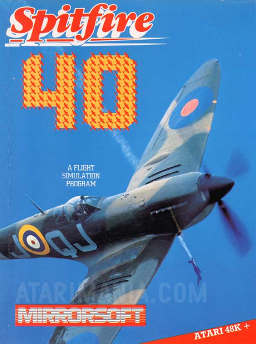 Spitfire
40
A FLIGHT
SIMULATION
PROGRAM
J QJ
ATARIMANIA.COM
MIRRORSOFT
ATARI 48K +